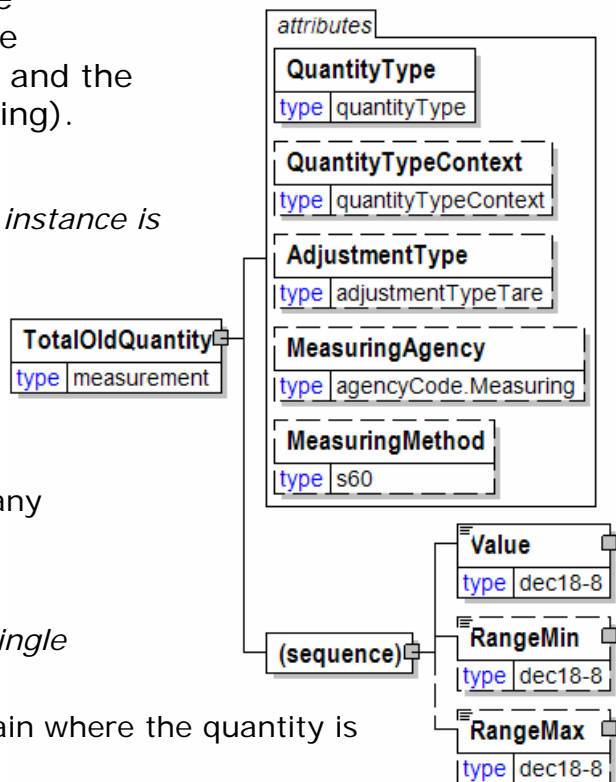 e
e
and the
ing).
instance is
any
ingle
ain where the quantity is
TotalOldQuantity
type measurement
attributes
QuantityType
type quantityType
QuantityTypeContext
type quantityTypeContext
AdjustmentType
type adjustmentTypeTare
MeasuringAgency
type agencyCode.Measuring
MeasuringMethod
type s60
(sequence)
Value
type dec18-8
RangeMin
type dec18-8
RangeMax
type dec18-8